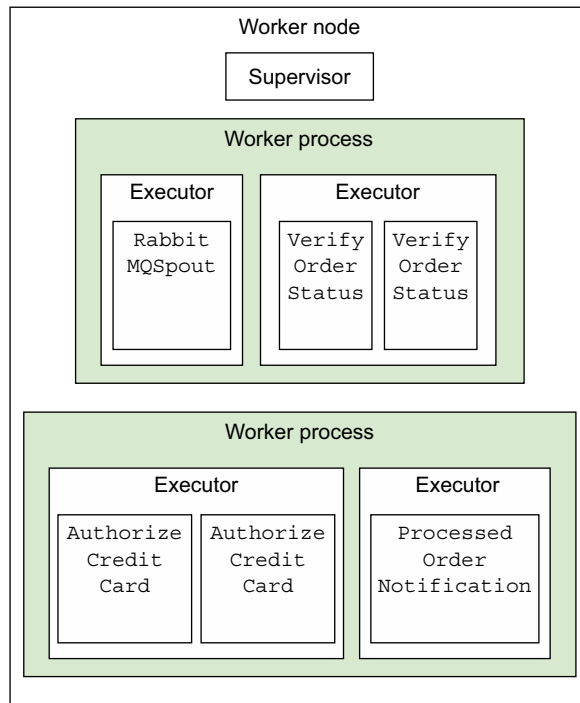 Worker node
Supervisor
Worker process
Executor
Rabbit
MQSpout
Executor
Verify
Order
Status
Verify
Order
Status
Worker process
Executor
Authorize
Credit
Card
Authorize
Credit
Card
Executor
Processed
Order
Notification